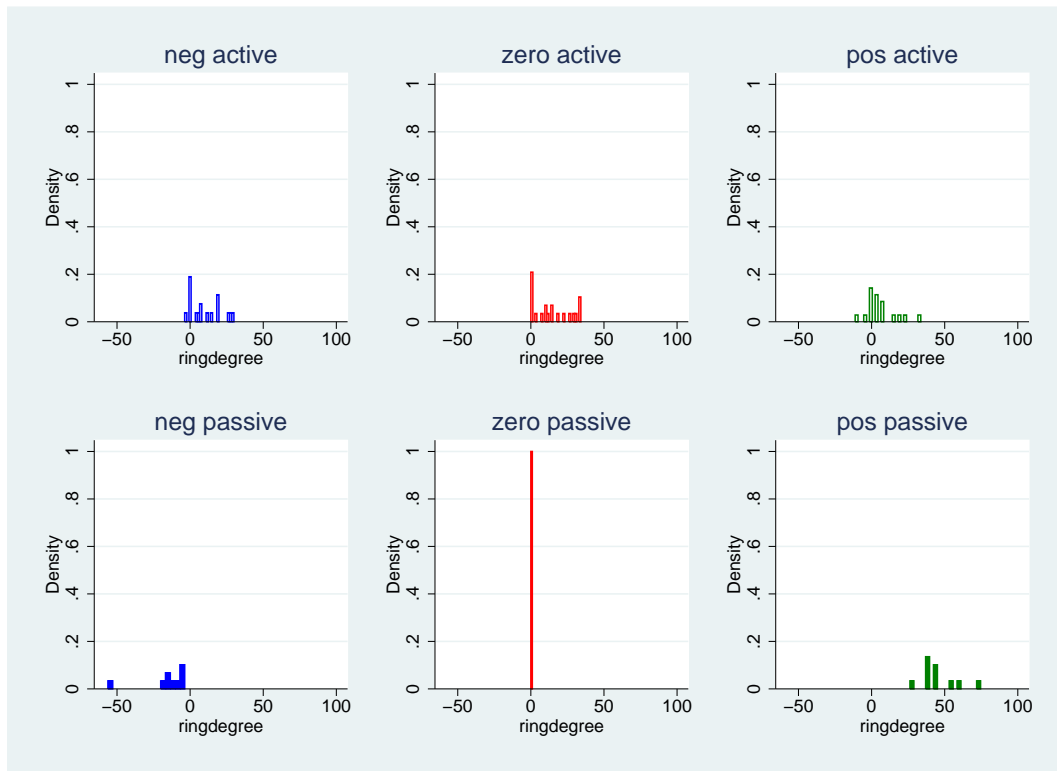 neg active
zero active
pos active
Density
0 .2 .4 .6 .8 1
−50 0 50 100
ringdegree
Density
0 .2 .4 .6 .8 1
−50 0 50 100
ringdegree
Density
0 .2 .4 .6 .8 1
−50 0 50 100
ringdegree
neg passive
zero passive
pos passive
Density
0 .2 .4 .6 .8 1
−50 0 50 100
ringdegree
Density
0 .2 .4 .6 .8 1
−50 0 50 100
ringdegree
Density
0 .2 .4 .6 .8 1
−50 0 50 100
ringdegree